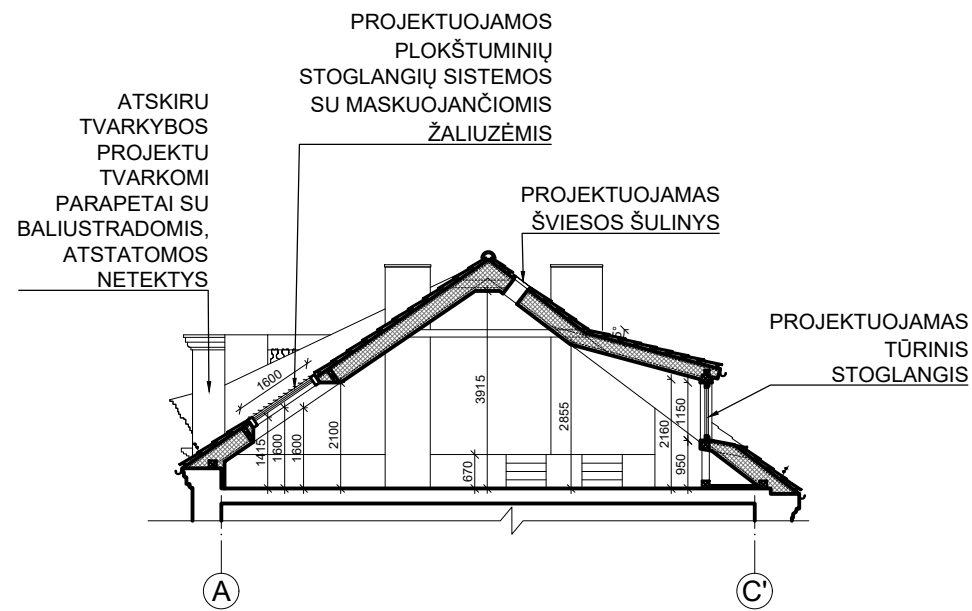 PROJEKTUOJAMOS
PLOKŠTUMINIŲ
STOGLANGIŲ SISTEMOS
SU MASKUOJANČIOMIS
ŽALIUZĖMIS
ATSKIRU
TVARKYBOS
PROJEKTU
TVARKOMI
PARAPETAI SU
BALIUSTRADOMIS,
ATSTATOMOS
NETEKTYS
PROJEKTUOJAMAS
ŠVIESOS ŠULINYS
PROJEKTUOJAMAS
TŪRINIS
STOGLANGIS
1600
1415
1600
1600
2100
3915
670
2855
2160
1150
950
A
C'